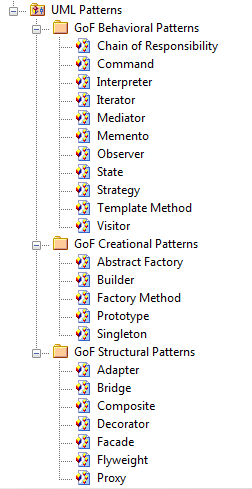 UML Patterns
GoF Behavioral Patterns
Chain of Responsibility
Command
Interpreter
Iterator
Mediator
Memento
Observer
State
Strategy
Template Method
Visitor
GoF Creational Patterns
Abstract Factory
Builder
Factory Method
Prototype
Singleton
GoF Structural Patterns
Adapter
Bridge
Composite
Decorator
Facade
Flyweight
Proxy